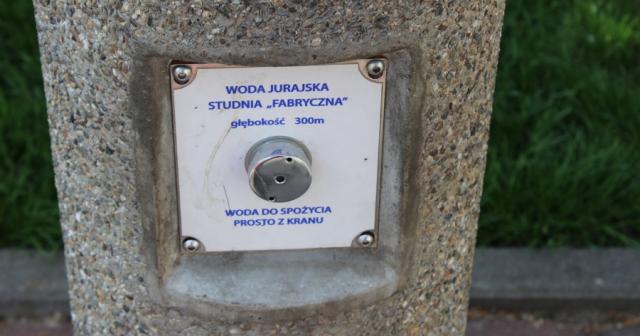 WODA JURAJSKA
STUDNIA „FABRYCZNA”
głębokość 300m
WODA DO SPOŻYCIA
PROSTO Z KRANU